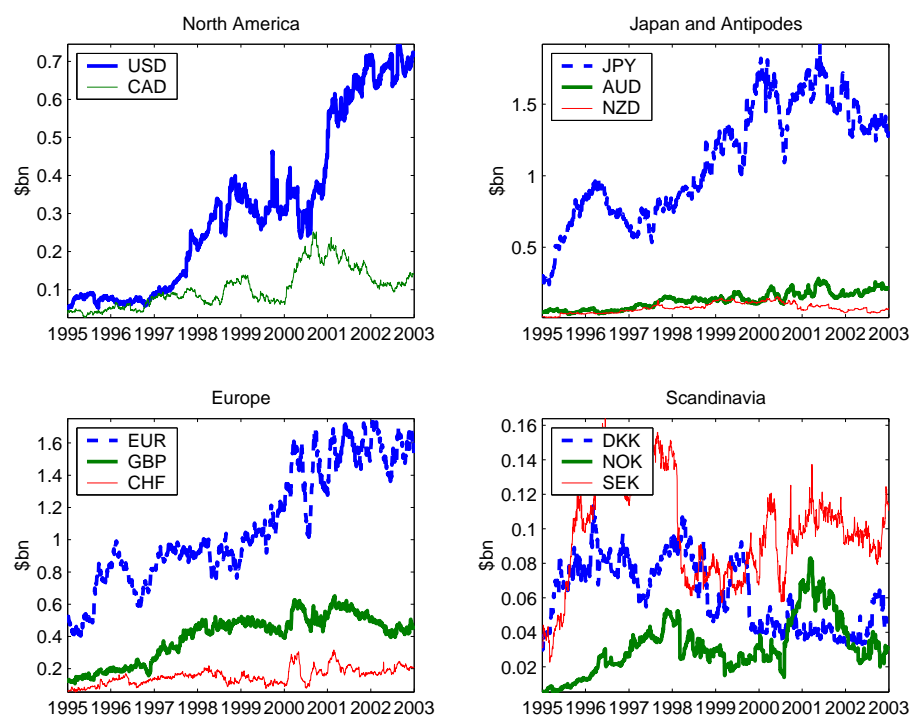 North America
0.7
0.6
0.5
0.4
0.3
0.2
0.1
$bn
USD
CAD
1995 1996 1997 1998 1999 2000 2001 2002 2003
Japan and Antipodes
1.5
1
0.5
$bn
JPY
AUD
NZD
1995 1996 1997 1998 1999 2000 2001 2002 2003
Europe
1.6
1.4
1.2
1
0.8
0.6
0.4
0.2
$bn
EUR
GBP
CHF
1995 1996 1997 1998 1999 2000 2001 2002 2003
Scandinavia
0.16
0.14
0.12
0.1
0.08
0.06
0.04
0.02
$bn
DKK
NOK
SEK
1995 1996 1997 1998 1999 2000 2001 2002 2003